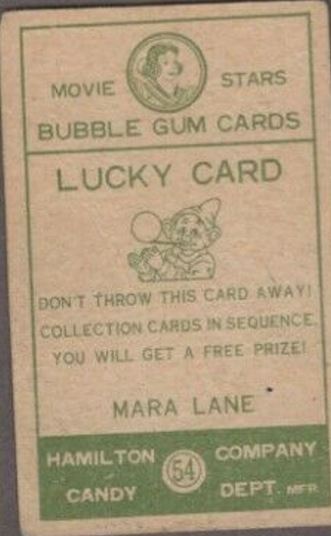 MOVIE STARS
BUBBLE GUM CARDS
LUCKY CARD
DON'T THROW THIS CARD AWAY!
COLLECTION CARDS IN SEQUENCE
YOU WILL GET A FREE PRIZE!
MARA LANE
HAMILTON COMPANY
54
CANDY DEPT. MFR.